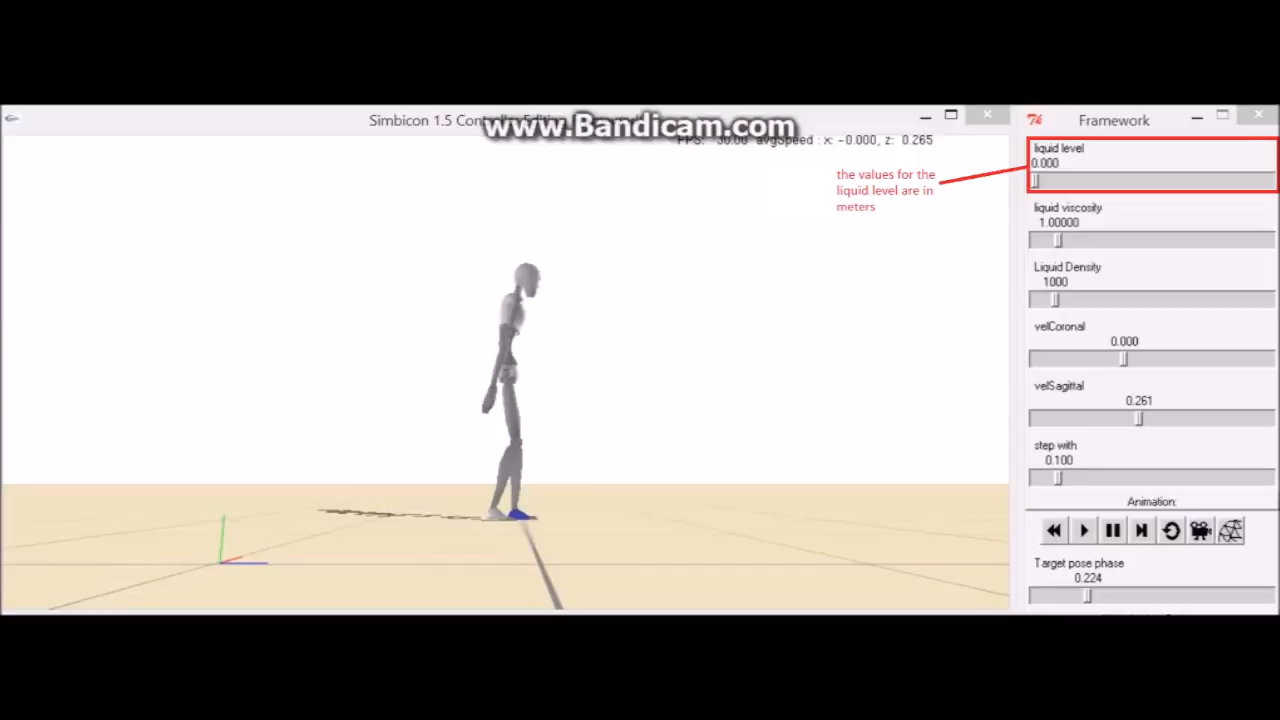 Simbicon 1.5 Controller Editing
www.Bandicam.com
FPS: 30.00 avgSpeed : x: -0.000, z: 0.265
the values for the
liquid level are in
meters
Framework
liquid level
0.000
liquid viscosity
1.00000
Liquid Density
1000
velCoronal
0.000
velSagittal
0.261
step with
0.100
Animation:
Target pose phase
0.224